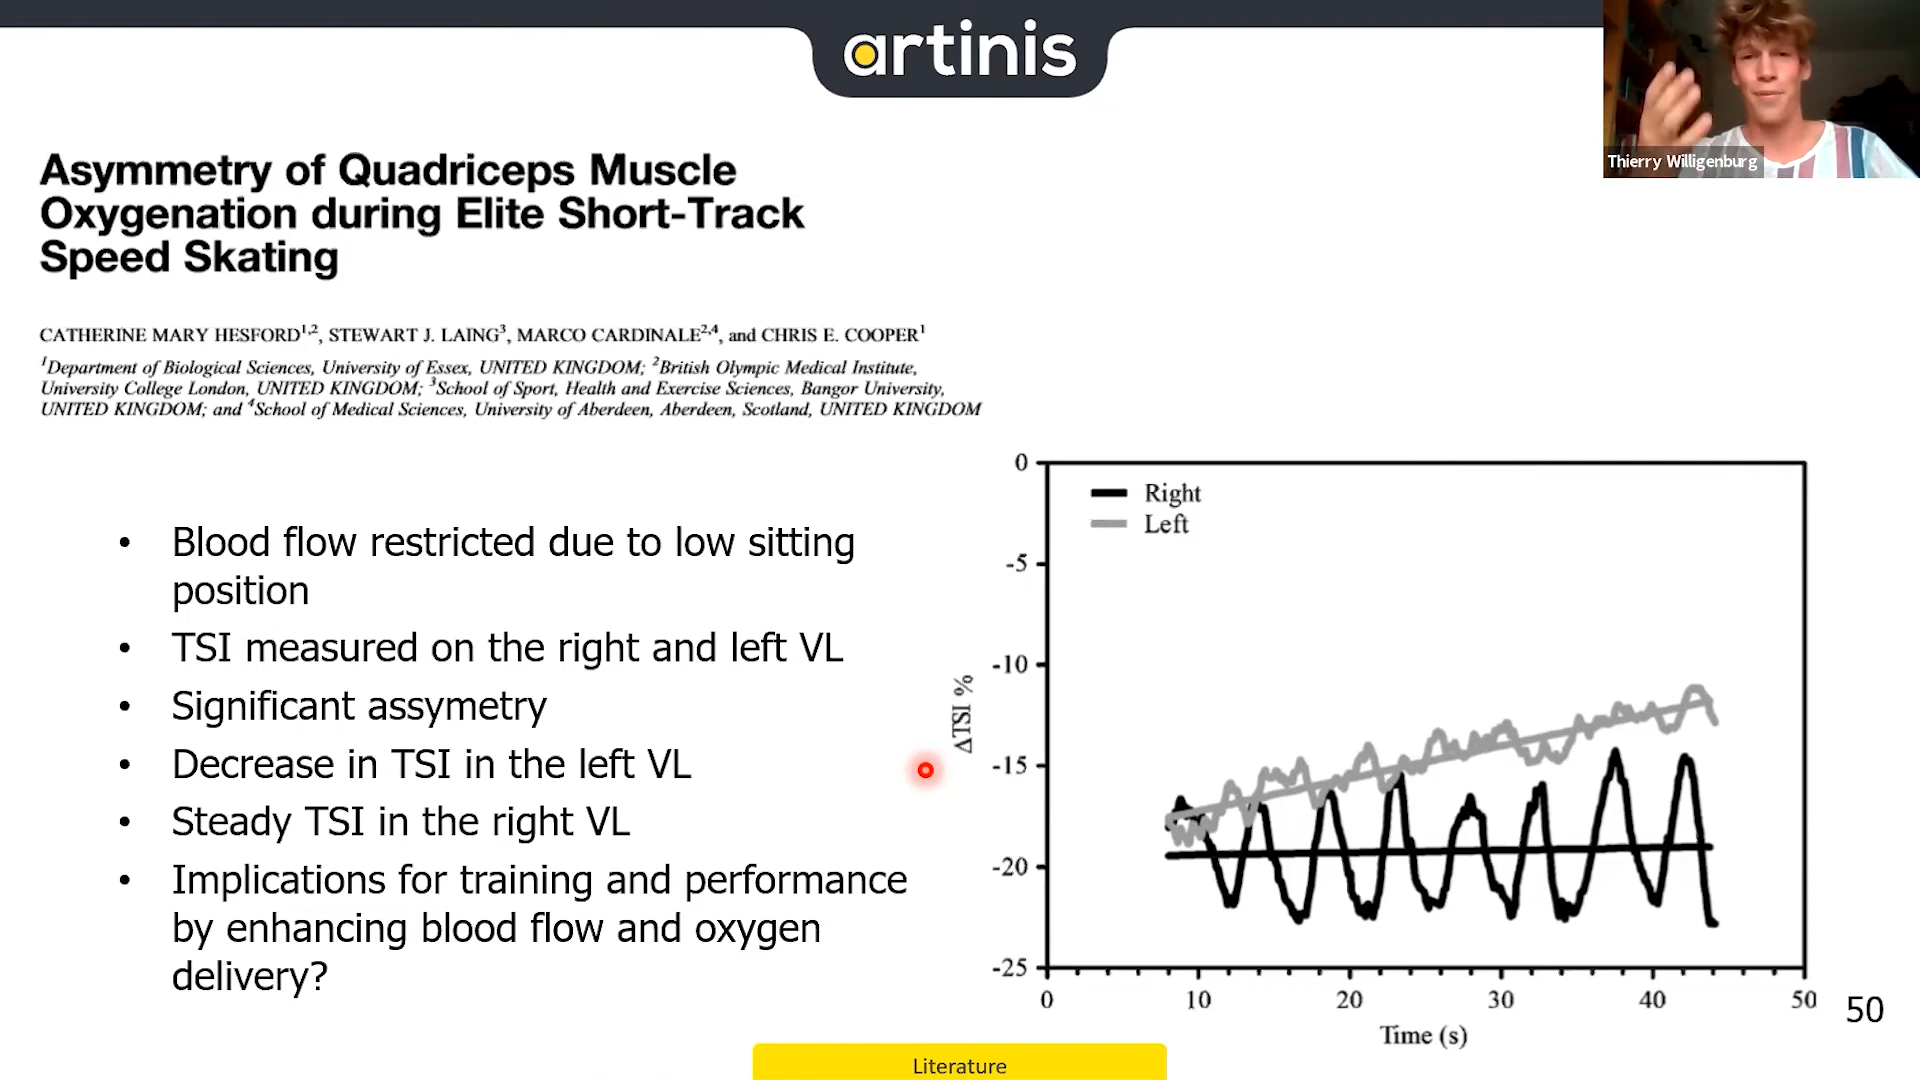 artinis
Thierry Willigenburg
Asymmetry of Quadriceps Muscle
Oxygenation during Elite Short-Track
Speed Skating
CATHERINE MARY HESFORD1,2, STEWART J. LAING3, MARCO CARDINALE2,4, and CHRIS E. COOPER1
1Department of Biological Sciences, University of Essex, UNITED KINGDOM; 2British Olympic Medical Institute,
University College London, UNITED KINGDOM; 3School of Sport, Health and Exercise Sciences, Bangor University,
UNITED KINGDOM; and 4School of Medical Sciences, University of Aberdeen, Aberdeen, Scotland, UNITED KINGDOM
• Blood flow restricted due to low sitting
position
• TSI measured on the right and left VL
• Significant assymetry
• Decrease in TSI in the left VL
• Steady TSI in the right VL
• Implications for training and performance
by enhancing blood flow and oxygen
delivery?
Right
Left
0
-5
-10
-15
-20
-25
ΔTSI %
0 10 20 30 40 50
Time (s)
50
Literature